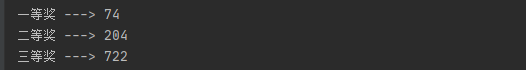 一等奖 ---> 74
二等奖 ---> 204
三等奖 ---> 722